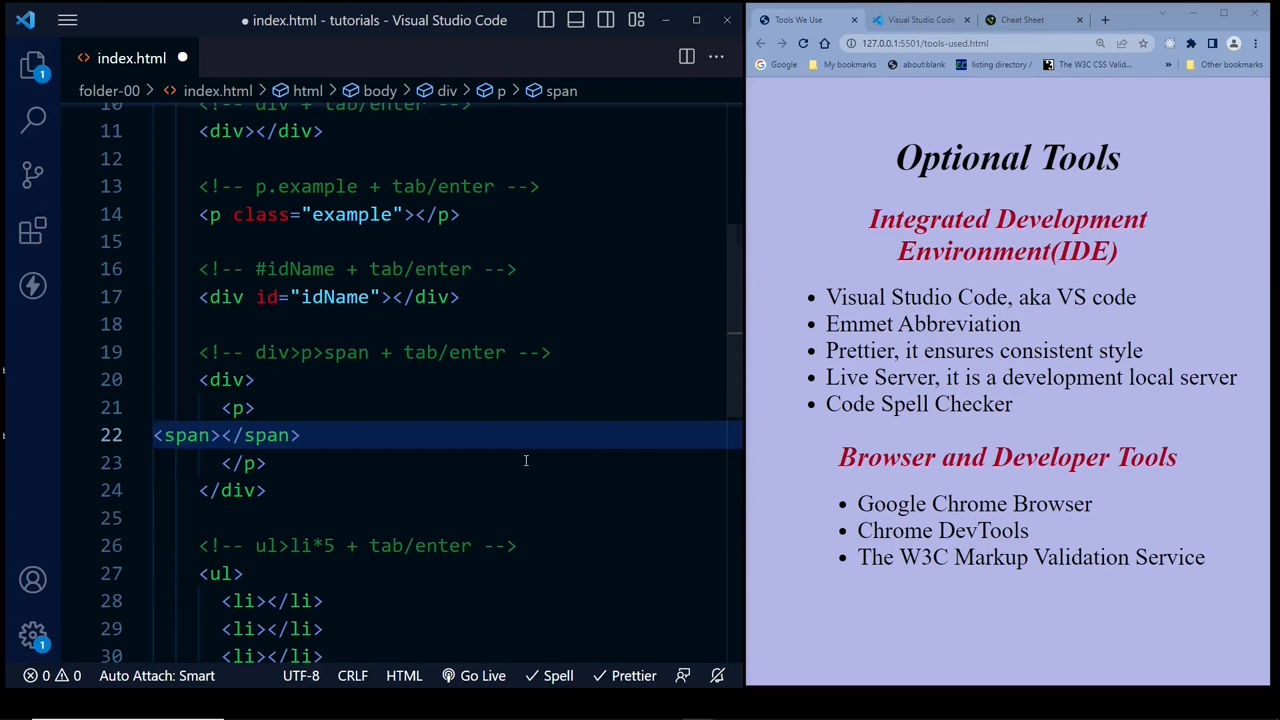 ● index.html - tutorials - Visual Studio Code
index.html
folder-00 > index.html > html > body > div > p > span
10 <!-- div + tab/enter -->
11 <div></div>
12
13 <!-- p.example + tab/enter -->
14 <p class="example"></p>
15
16 <!-- #idName + tab/enter -->
17 <div id="idName"></div>
18
19 <!-- div>p>span + tab/enter -->
20 <div>
21 <p>
22 <span></span>
23 </p>
24 </div>
25
26 <!-- ul>li*5 + tab/enter -->
27 <ul>
28 <li></li>
29 <li></li>
30 <li></li>
1
1
0 0 Auto Attach: Smart UTF-8 CRLF HTML Go Live Spell Prettier
Tools We Use Visual Studio Code Cheat Sheet
127.0.0.1:5501/tools-used.html
Google My bookmarks about:blank listing directory / The W3C CSS Valid... » Other bookmarks
Optional Tools
Integrated Development
Environment(IDE)
• Visual Studio Code, aka VS code
• Emmet Abbreviation
• Prettier, it ensures consistent style
• Live Server, it is a development local server
• Code Spell Checker
Browser and Developer Tools
• Google Chrome Browser
• Chrome DevTools
• The W3C Markup Validation Service